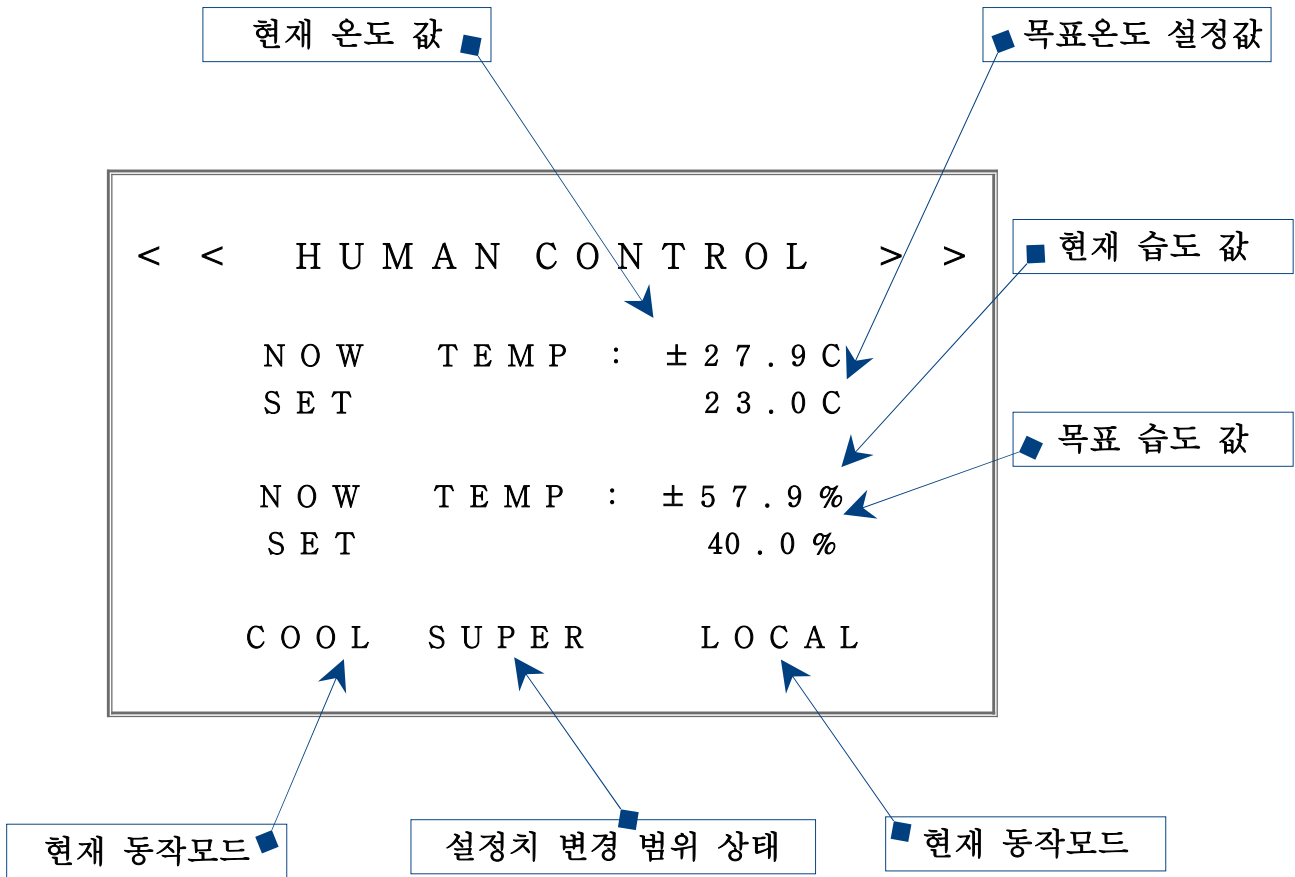 현재 온도 값
목표온도 설정값
< < HUMAN CONTROL > >
현재 습도 값
NOW TEMP : ±27.9C
SET 23.0C
목표 습도 값
NOW TEMP : ±57.9%
SET 40.0%
COOL SUPER LOCAL
현재 동작모드
설정치 변경 범위 상태
현재 동작모드